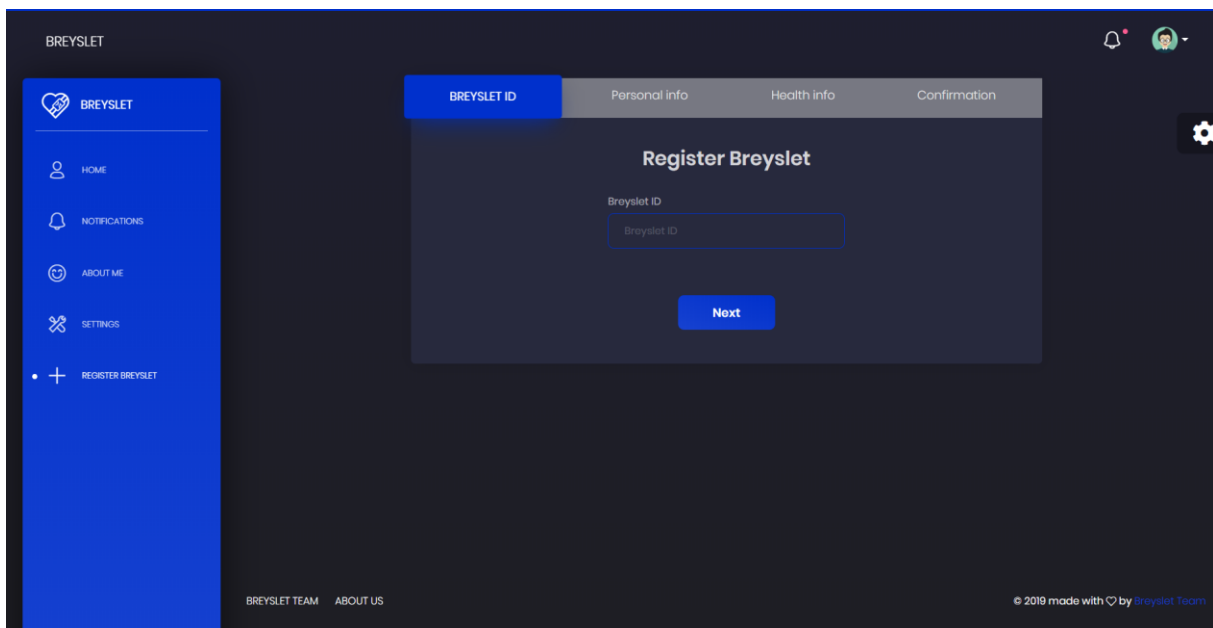 BREYSLET
BREYSLET
HOME
NOTIFICATIONS
ABOUT ME
SETTINGS
REGISTER BREYSLET
BREYSLET ID
Personal info
Health info
Confirmation
Register Breyslet
Breyslet ID
Breyslet ID
Next
BREYSLET TEAM
ABOUT US
© 2019 made with ♡ by Breyslet Team